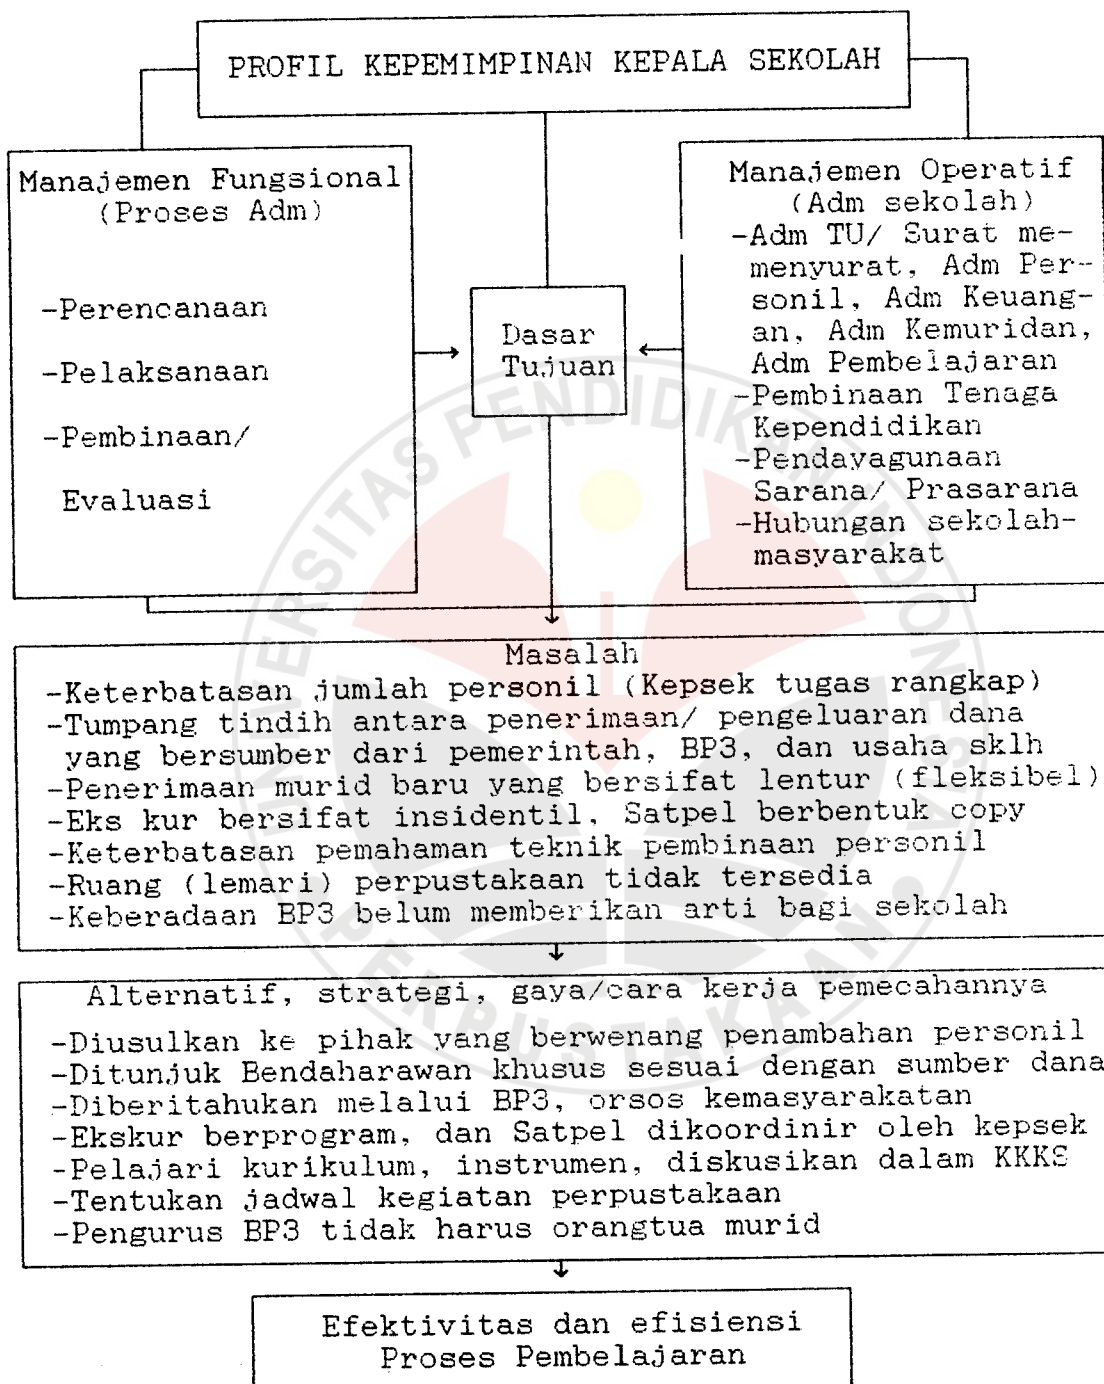 PROFIL KEPEMIMPINAN KEPALA SEKOLAH
Manajemen Fungsional
(Proses Adm)
-Perencanaan
-Pelaksanaan
-Pembinaan/
Evaluasi
Dasar
Tujuan
Manajemen Operatif
(Adm sekolah)
-Adm TU/ Surat me-
menyurat, Adm Per-
sonil, Adm Keuang-
an, Adm Kemuridan,
Adm Pembelajaran
-Pembinaan Tenaga
Kependidikan
-Pendayagunaan
Sarana/ Prasarana
-Hubungan sekolah-
masyarakat
Masalah
-Keterbatasan jumlah personil (Kepsek tugas rangkap)
-Tumpang tindih antara penerimaan/ pengeluaran dana
yang bersumber dari pemerintah, BP3, dan usaha sklh
-Penerimaan murid baru yang bersifat lentur (fleksibel)
-Eks kur bersifat insidentil, Satpel berbentuk copy
-Keterbatasan pemahaman teknik pembinaan personil
-Ruang (lemari) perpustakaan tidak tersedia
-Keberadaan BP3 belum memberikan arti bagi sekolah
Alternatif, strategi, gaya/cara kerja pemecahannya
-Diusulkan ke pihak yang berwenang penambahan personil
-Ditunjuk Bendaharawan khusus sesuai dengan sumber dana
-Diberitahukan melalui BP3, orsos kemasyarakatan
-Ekskur berprogram, dan Satpel dikoordinir oleh kepsek
-Pelajari kurikulum, instrumen, diskusikan dalam KKKS
-Tentukan jadwal kegiatan perpustakaan
-Pengurus BP3 tidak harus orangtua murid
Efektivitas dan efisiensi
Proses Pembelajaran
UNIVERSITAS PENDIDIKAN INDONESIA
PERPUSTAKAAN